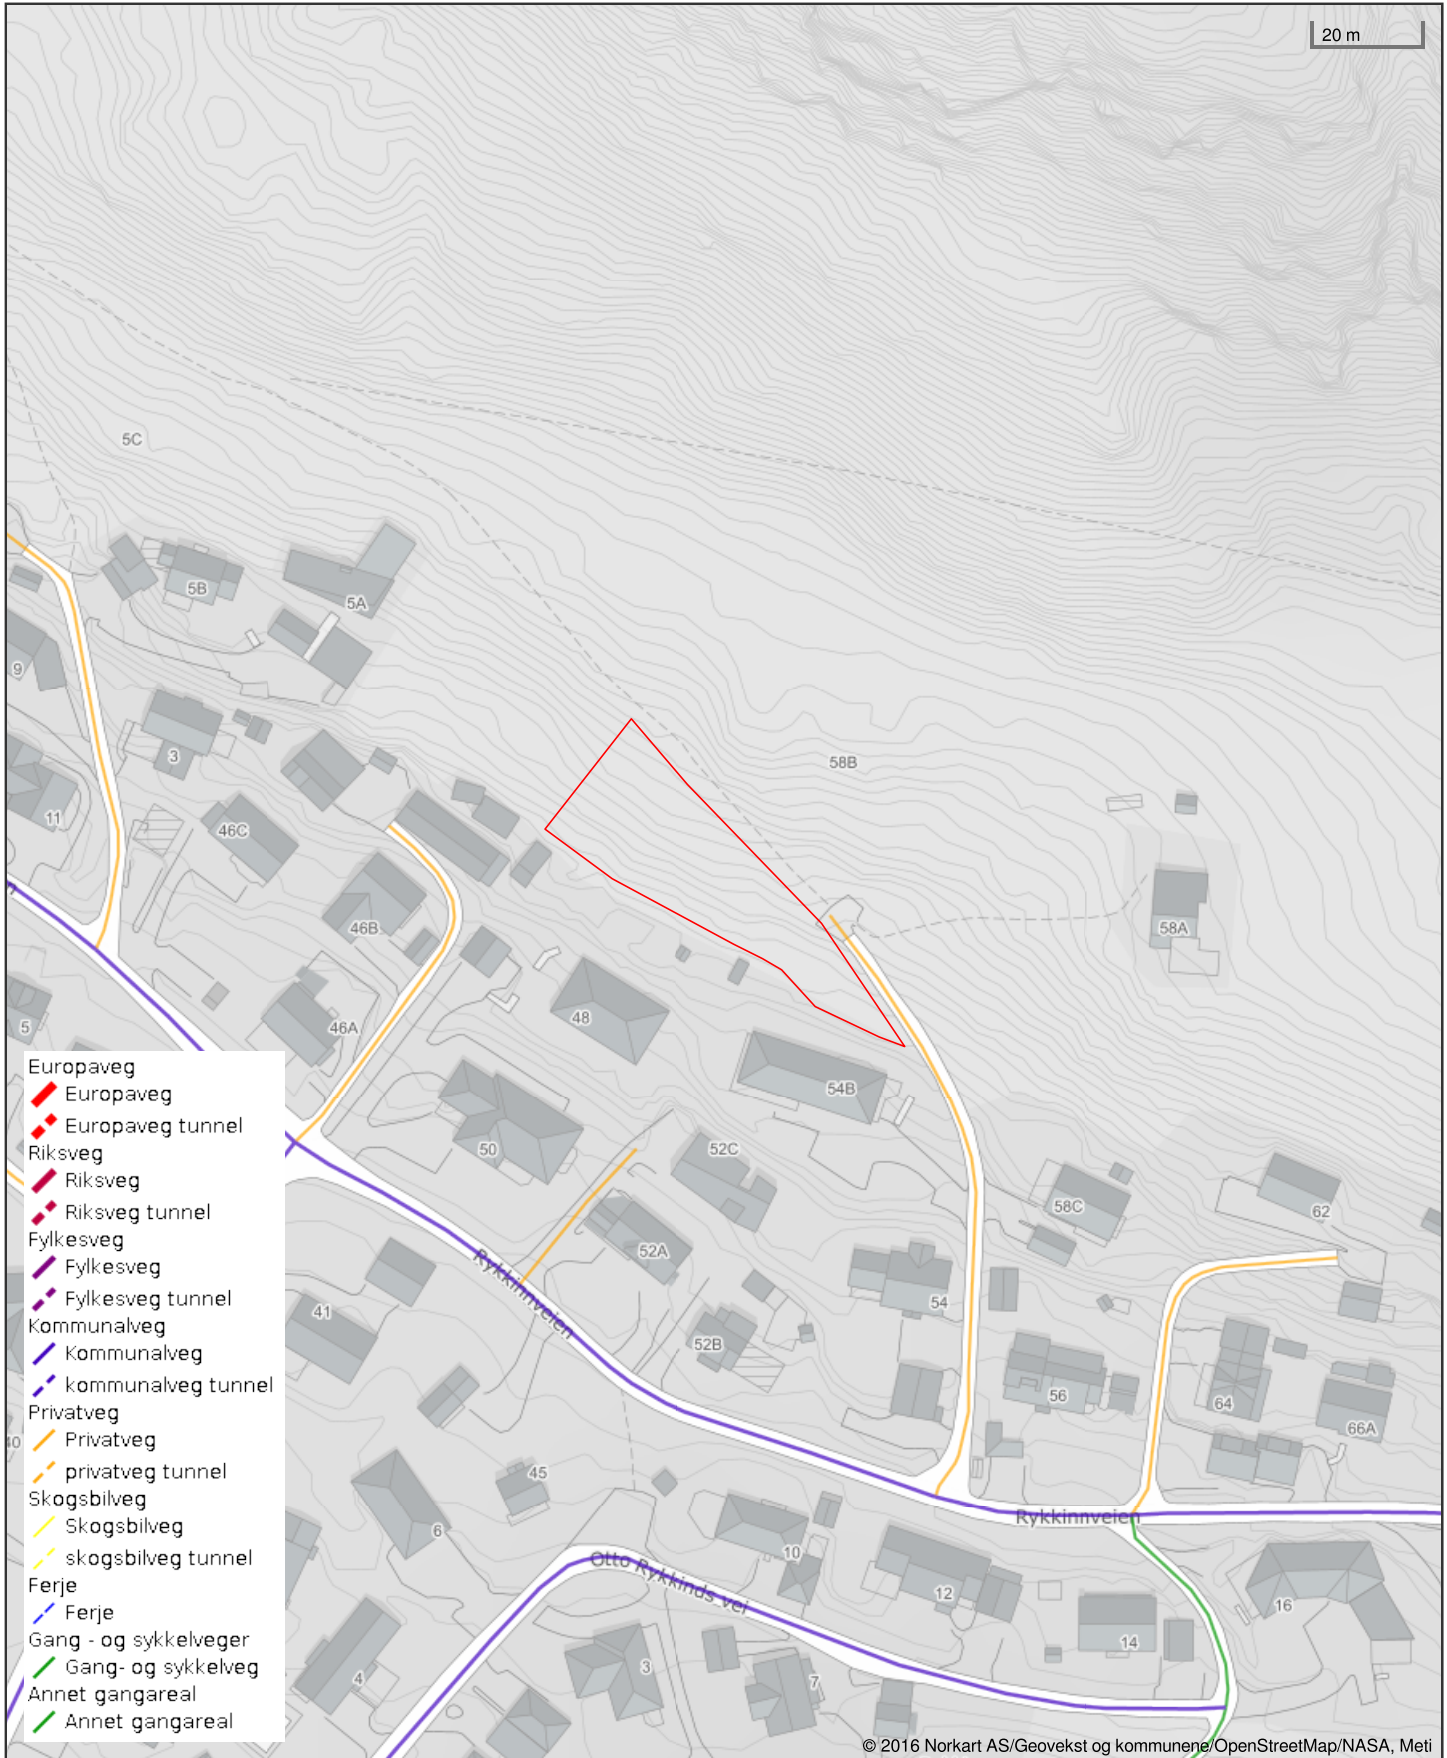 20 m
5C
5B
5A
9
3
58B
11
46C
46B
58A
5
46A
48
54B
50
52C
58C
62
52A
Rykkinnveien
54
41
52B
56
64
66A
45
6
Rykkinnveien
10
Otto Rykkinds vei
12
16
14
3
4
7
Europaveg
Europaveg
Europaveg tunnel
Riksveg
Riksveg
Riksveg tunnel
Fylkesveg
Fylkesveg
Fylkesveg tunnel
Kommunalveg
Kommunalveg
kommunalveg tunnel
Privatveg
Privatveg
privatveg tunnel
Skogsbilveg
Skogsbilveg
skogsbilveg tunnel
Ferje
Ferje
Gang - og sykkelveger
Gang- og sykkelveg
Annet gangareal
Annet gangareal
© 2016 Norkart AS/Geovekst og kommunene/OpenStreetMap/NASA, Meti